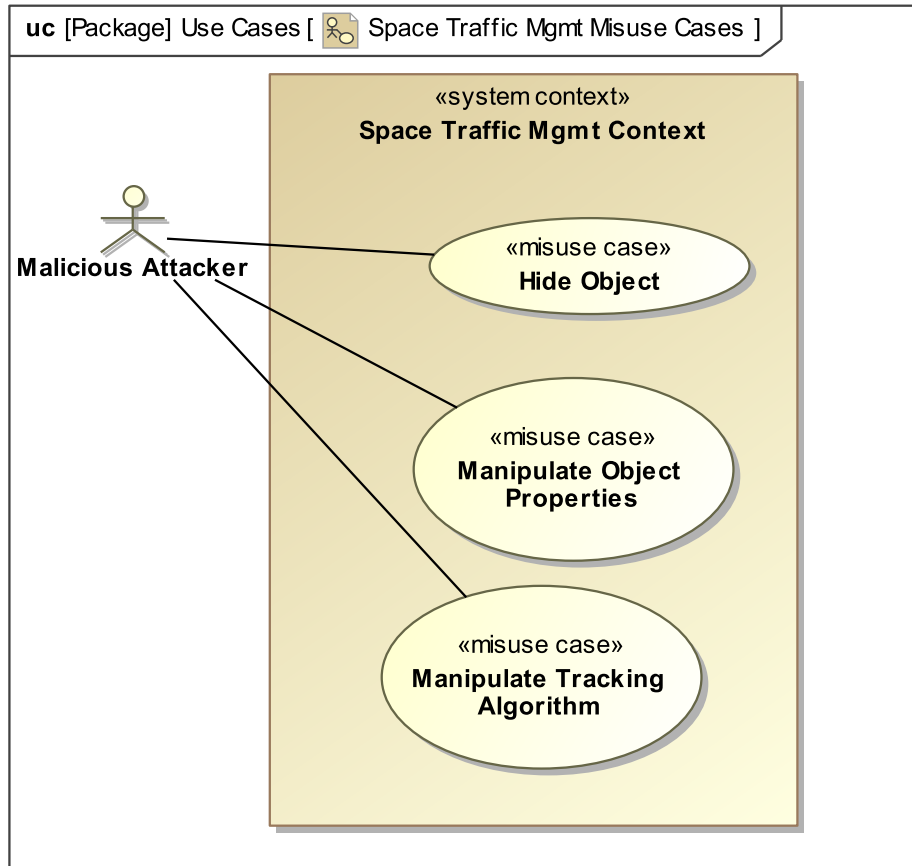 uc [Package] Use Cases [ Space Traffic Mgmt Misuse Cases ]
«system context»
Space Traffic Mgmt Context
Malicious Attacker
«misuse case»
Hide Object
«misuse case»
Manipulate Object
Properties
«misuse case»
Manipulate Tracking
Algorithm